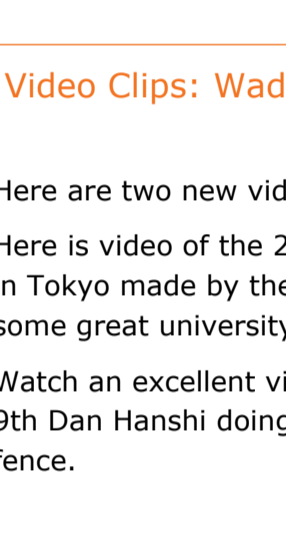 Video Clips: Wad
Here are two new vid
Here is video of the 2
in Tokyo made by the
some great university
Watch an excellent vi
9th Dan Hanshi doing
fence.